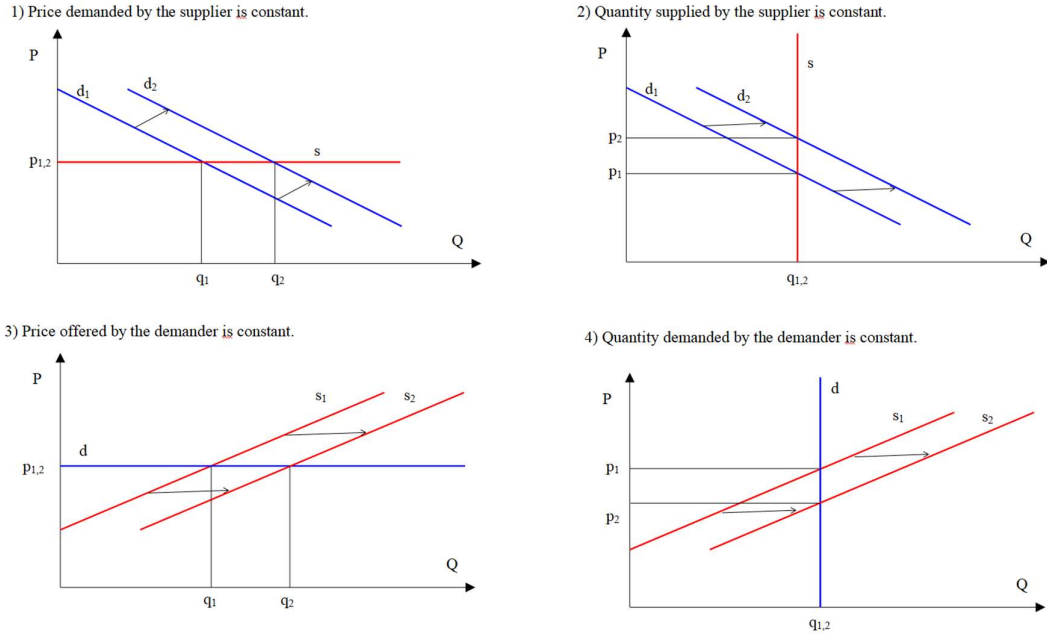 1) Price demanded by the supplier is constant.
P
d₁
d₂
s
p₁,₂
Q
q₁
q₂
2) Quantity supplied by the supplier is constant.
P
s
d₁
d₂
p₂
p₁
Q
q₁,₂
3) Price offered by the demander is constant.
P
s₁
s₂
d
p₁,₂
Q
q₁
q₂
4) Quantity demanded by the demander is constant.
P
d
s₁
s₂
p₁
p₂
Q
q₁,₂